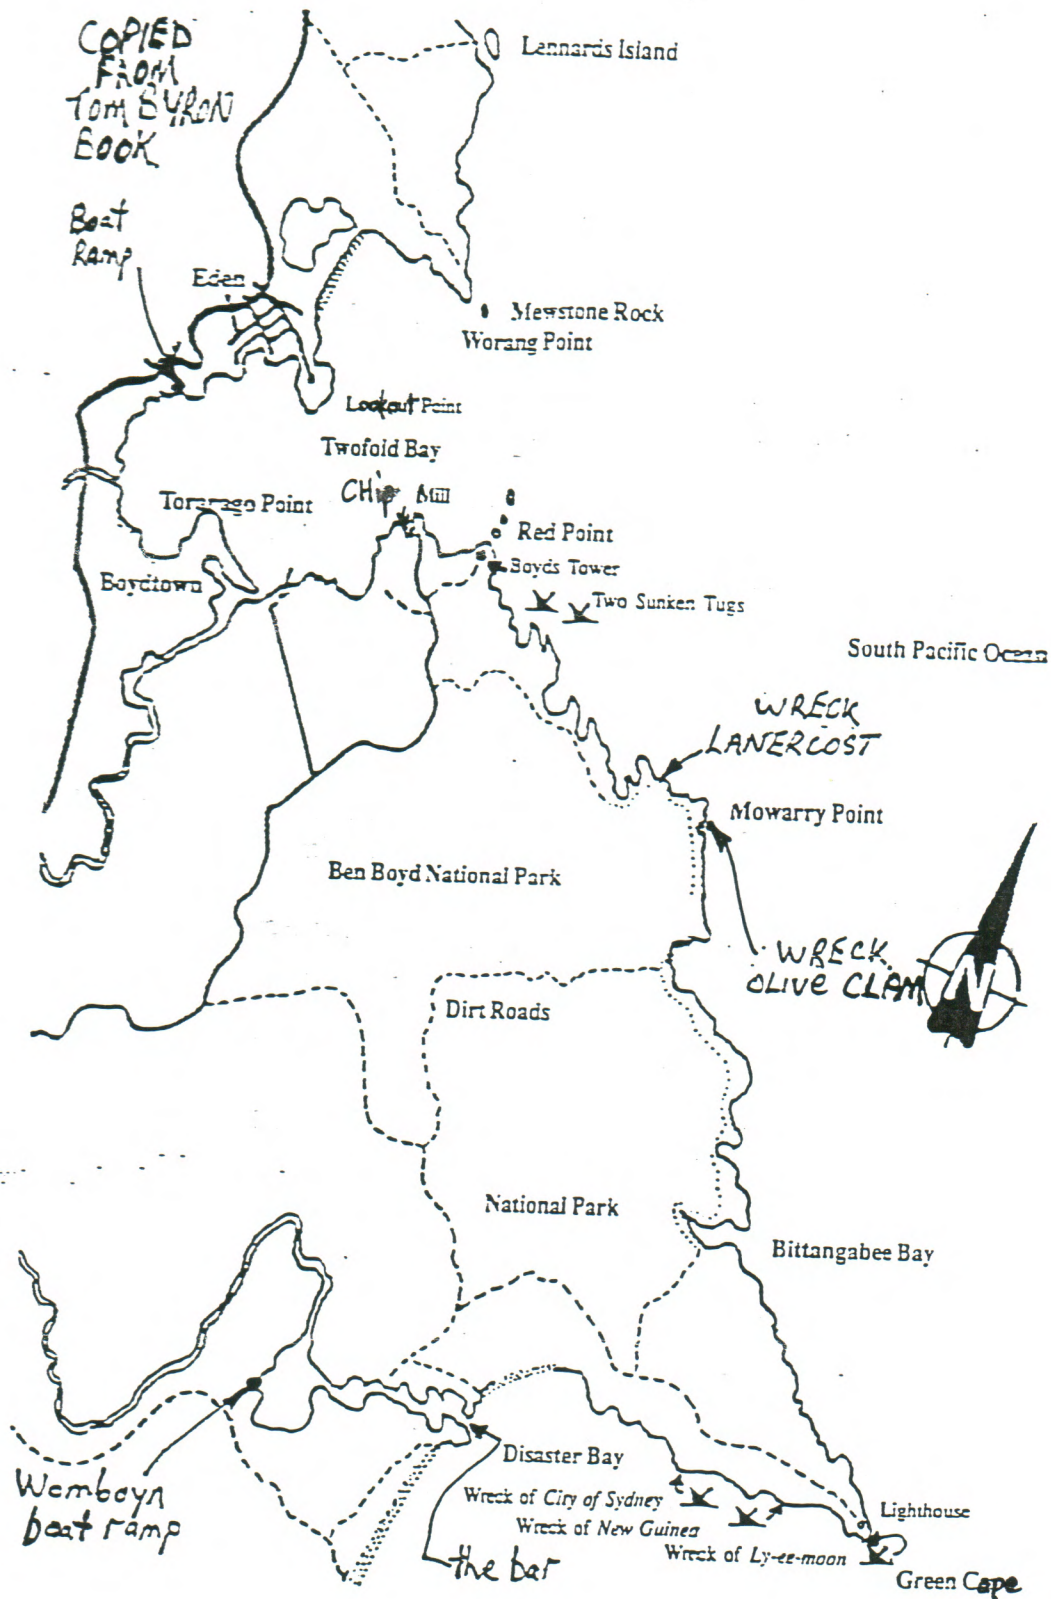 COPIED
FROM
Tom BYRON
BOOK
Lennards Island
Boat
Ramp
Eden
Mewstone Rock
Worang Point
Lookout Point
Twofold Bay
CHip Mill
Torarago Point
Red Point
Boyds Tower
Boydtown
Two Sunken Tugs
South Pacific Ocean
WRECK
LANERCOST
Mowarry Point
Ben Boyd National Park
WRECK
OLIVE CLAM
Dirt Roads
National Park
Bittangabee Bay
Disaster Bay
Womboyn
boat ramp
Wreck of City of Sydney
Wreck of New Guinea
Wreck of Ly-ee-moon
Lighthouse
the bar
Green Cape